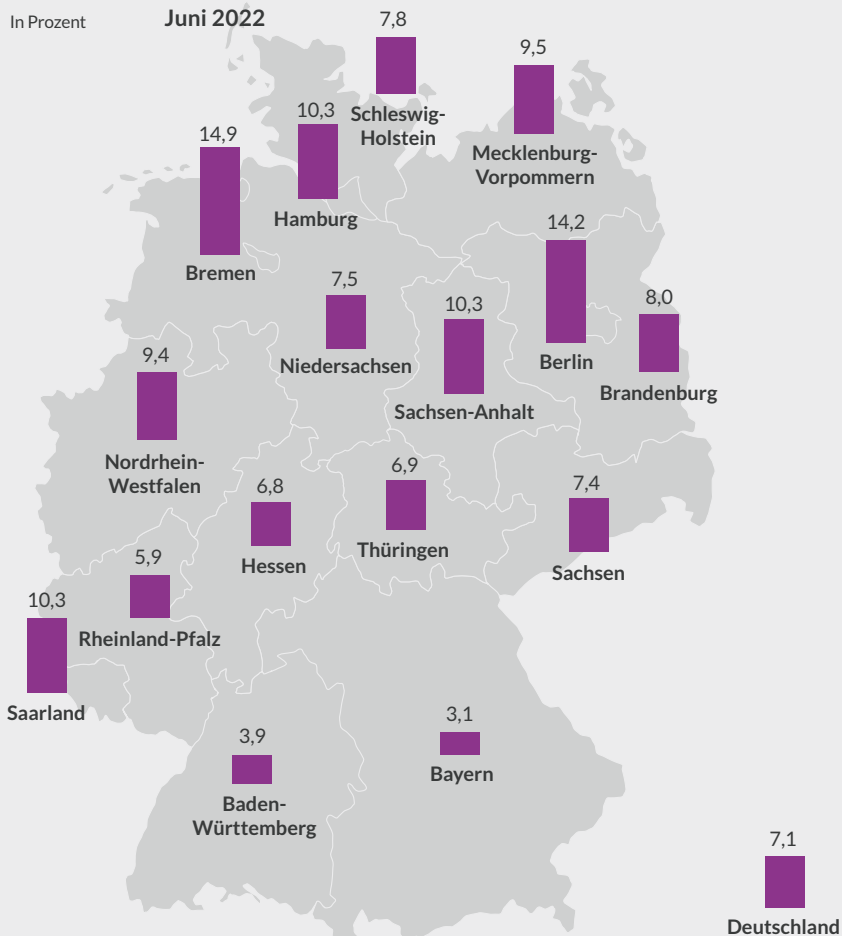 In Prozent
Juni 2022
7,8
Schleswig-
Holstein
9,5
Mecklenburg-
Vorpommern
10,3
Hamburg
14,9
Bremen
14,2
Berlin
7,5
Niedersachsen
10,3
Sachsen-Anhalt
8,0
Brandenburg
9,4
Nordrhein-
Westfalen
6,8
Hessen
6,9
Thüringen
7,4
Sachsen
5,9
Rheinland-Pfalz
10,3
Saarland
3,9
Baden-
Württemberg
3,1
Bayern
7,1
Deutschland